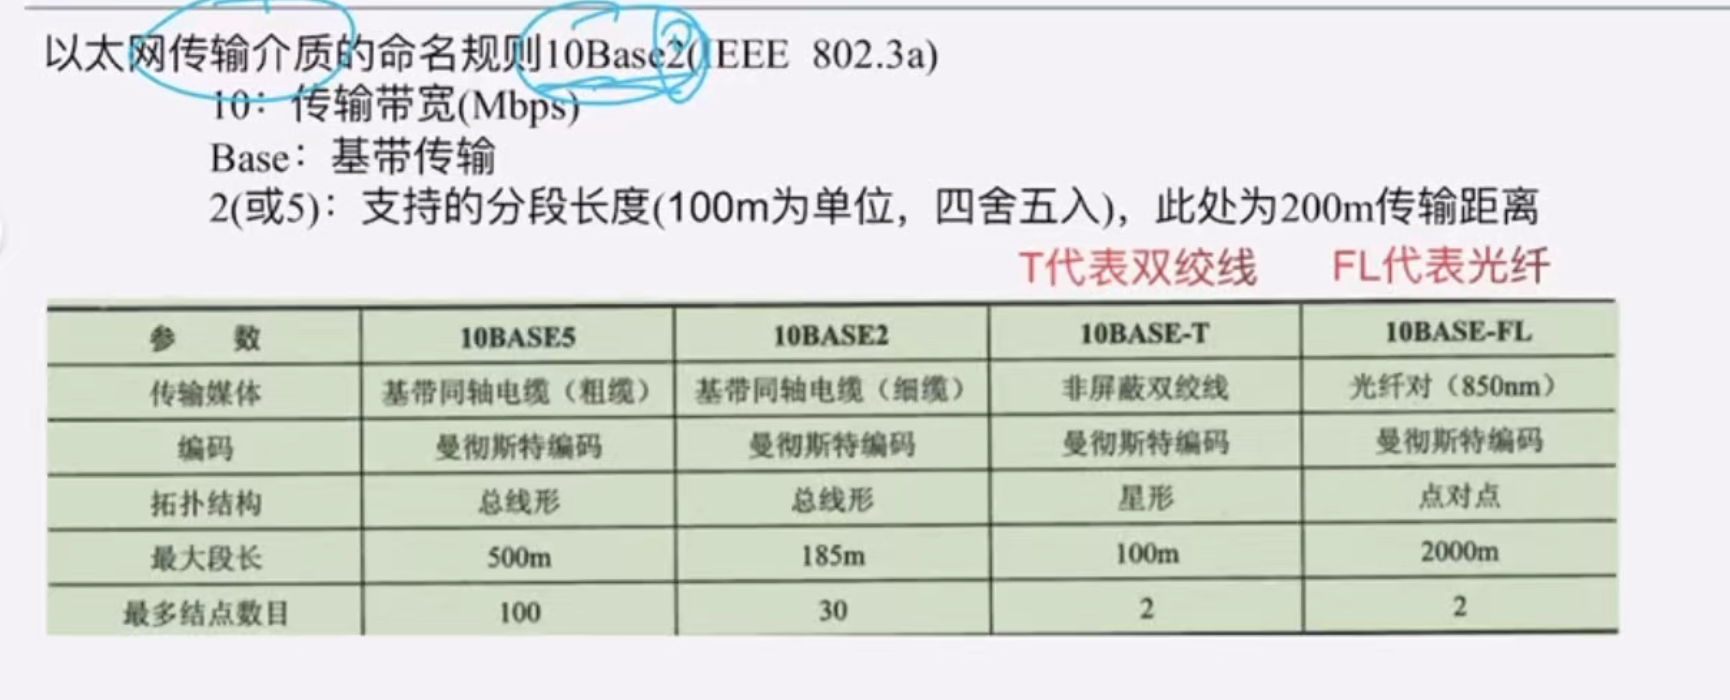 以太网传输介质的命名规则10Base2(IEEE 802.3a)
10：传输带宽(Mbps)
Base：基带传输
2(或5)：支持的分段长度(100m为单位，四舍五入)，此处为200m传输距离
T代表双绞线 FL代表光纤
参 数 10BASE5 10BASE2 10BASE-T 10BASE-FL
传输媒体 基带同轴电缆（粗缆） 基带同轴电缆（细缆） 非屏蔽双绞线 光纤对（850nm）
编码 曼彻斯特编码 曼彻斯特编码 曼彻斯特编码 曼彻斯特编码
拓扑结构 总线形 总线形 星形 点对点
最大段长 500m 185m 100m 2000m
最多结点数目 100 30 2 2